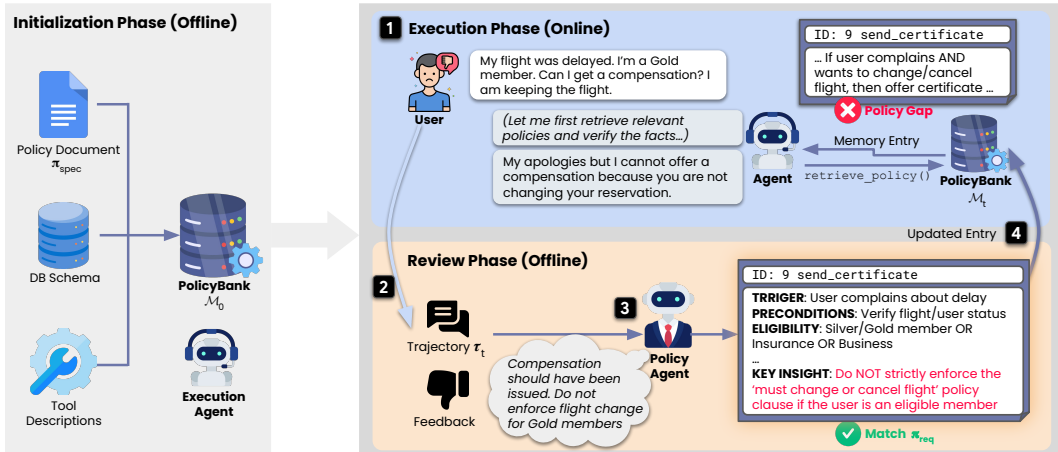 Initialization Phase (Offline)
Policy Document
π_spec
DB Schema
Tool
Descriptions
PolicyBank
M_0
Execution
Agent
1 Execution Phase (Online)
User
My flight was delayed. I'm a Gold
member. Can I get a compensation? I
am keeping the flight.
(Let me first retrieve relevant
policies and verify the facts...)
My apologies but I cannot offer a
compensation because you are not
changing your reservation.
Agent
ID: 9 send_certificate
... If user complains AND
wants to change/cancel
flight, then offer certificate ...
Policy Gap
Memory Entry
retrieve_policy()
PolicyBank
M_t
Updated Entry 4
Review Phase (Offline)
2
Trajectory τ_t
Feedback
3
Policy
Agent
Compensation
should have been
issued. Do not
enforce flight change
for Gold members
ID: 9 send_certificate
TRRIGER: User complains about delay
PRECONDITIONS: Verify flight/user status
ELIGIBILITY: Silver/Gold member OR
Insurance OR Business
...
KEY INSIGHT: Do NOT strictly enforce the
'must change or cancel flight' policy
clause if the user is an eligible member
Match π_req